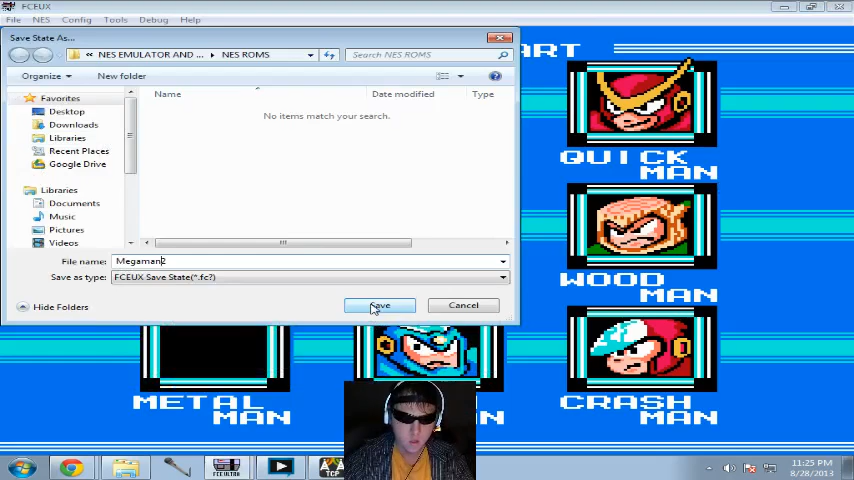 FCEUX
File NES Config Tools Debug Help
Save State As...
« NES EMULATOR AND ... NES ROMS
Search NES ROMS
Organize New folder
Favorites
Desktop
Downloads
Libraries
Recent Places
Google Drive
Libraries
Documents
Music
Pictures
Videos
Name Date modified Type
No items match your search.
File name: Megaman2
Save as type: FCEUX Save State(*.fc?)
Hide Folders
Save Cancel
ART
QUICK
MAN
WOOD
MAN
METAL
MAN
CRASH
MAN
FCEULTRA
TCP
11:25 PM
8/28/2013